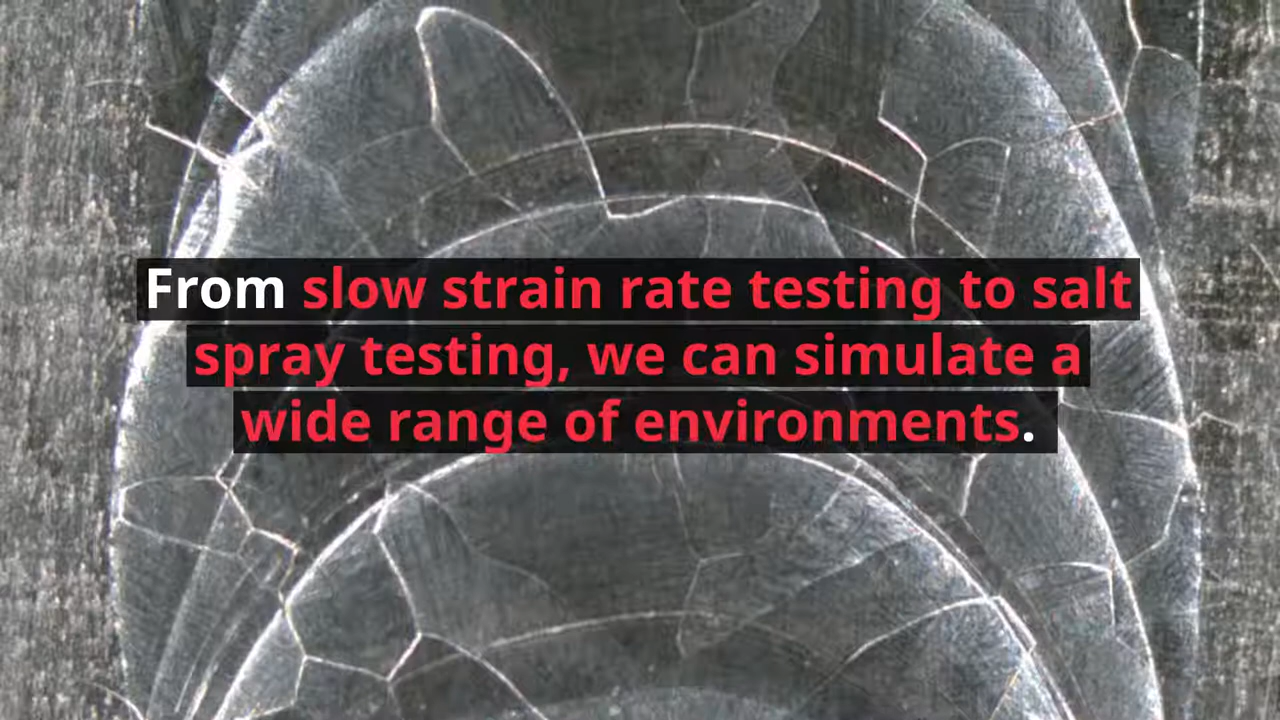 From slow strain rate testing to salt
spray testing, we can simulate a
wide range of environments.